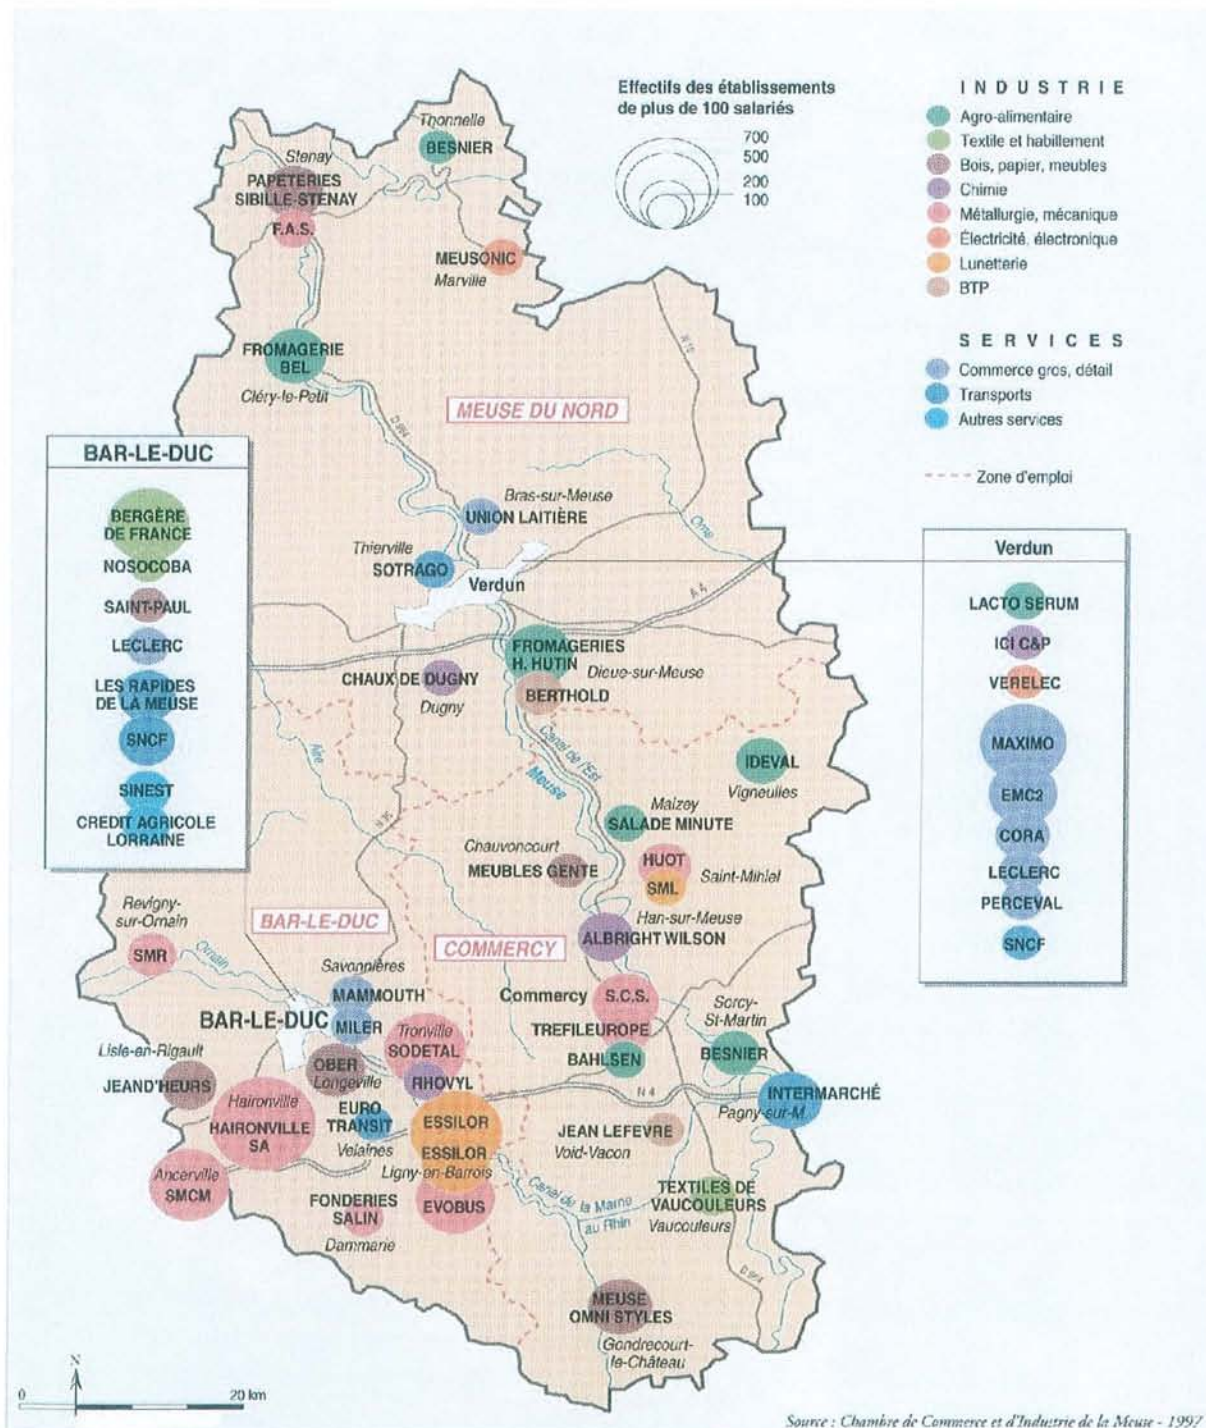 Effectifs des établissements
de plus de 100 salariés
700
500
200
100
INDUSTRIE
Agro-alimentaire
Textile et habillement
Bois, papier, meubles
Chimie
Métallurgie, mécanique
Électricité, électronique
Lunetterie
BTP
SERVICES
Commerce gros, détail
Transports
Autres services
Zone d'emploi
Thonnelle
BESNIER
Stenay
PAPETERIES
SIBILLE-STENAY
F.A.S.
MEUSONIC
Marville
FROMAGERIE
BEL
Cléry-le-Petit
MEUSE DU NORD
N 18
D 964
Bras-sur-Meuse
UNION LAITIÈRE
Orne
Thierville
SOTRAGO
Verdun
A 4
FROMAGERIES
H. HUTIN
Dieue-sur-Meuse
BERTHOLD
CHAUX DE DUGNY
Dugny
Aire
Canal de l'Est
Meuse
IDEVAL
Vigneulles
N 35
Maizey
SALADE MINUTE
Chauvoncourt
MEUBLES GENTE
HUOT
SML
Saint-Mihiel
Han-sur-Meuse
ALBRIGHT WILSON
BAR-LE-DUC
COMMERCY
Revigny-
sur-Ornain
SMR
Ornain
Savonnières
MAMMOUTH
BAR-LE-DUC
MILER
Commercy
S.C.S.
TREFILEUROPE
BAHLSEN
Sorcy-
St-Martin
BESNIER
Tronville
SODETAL
RHOVYL
OBER
Longeville
Lisle-en-Rigault
JEAND'HEURS
Haironville
HAIRONVILLE
SA
EURO
TRANSIT
Velaines
ESSILOR
ESSILOR
Ligny-en-Barrois
EVOBUS
N 4
INTERMARCHÉ
Pagny-sur-M.
JEAN LEFEVRE
Void-Vacon
Ancerville
SMCM
FONDERIES
SALIN
Dammarie
Canal de la Marne
au Rhin
TEXTILES DE
VAUCOULEURS
Vaucouleurs
D 964
MEUSE
OMNI STYLES
Gondrecourt-
le-Château
BAR-LE-DUC
BERGÈRE
DE FRANCE
NOSOCOBA
SAINT-PAUL
LECLERC
LES RAPIDES
DE LA MEUSE
SNCF
SINEST
CREDIT AGRICOLE
LORRAINE
Verdun
LACTO SERUM
ICI C&P
VERELEC
MAXIMO
EMC2
CORA
LECLERC
PERCEVAL
SNCF
N
0
20 km
Source : Chambre de Commerce et d'Industrie de la Meuse - 1997